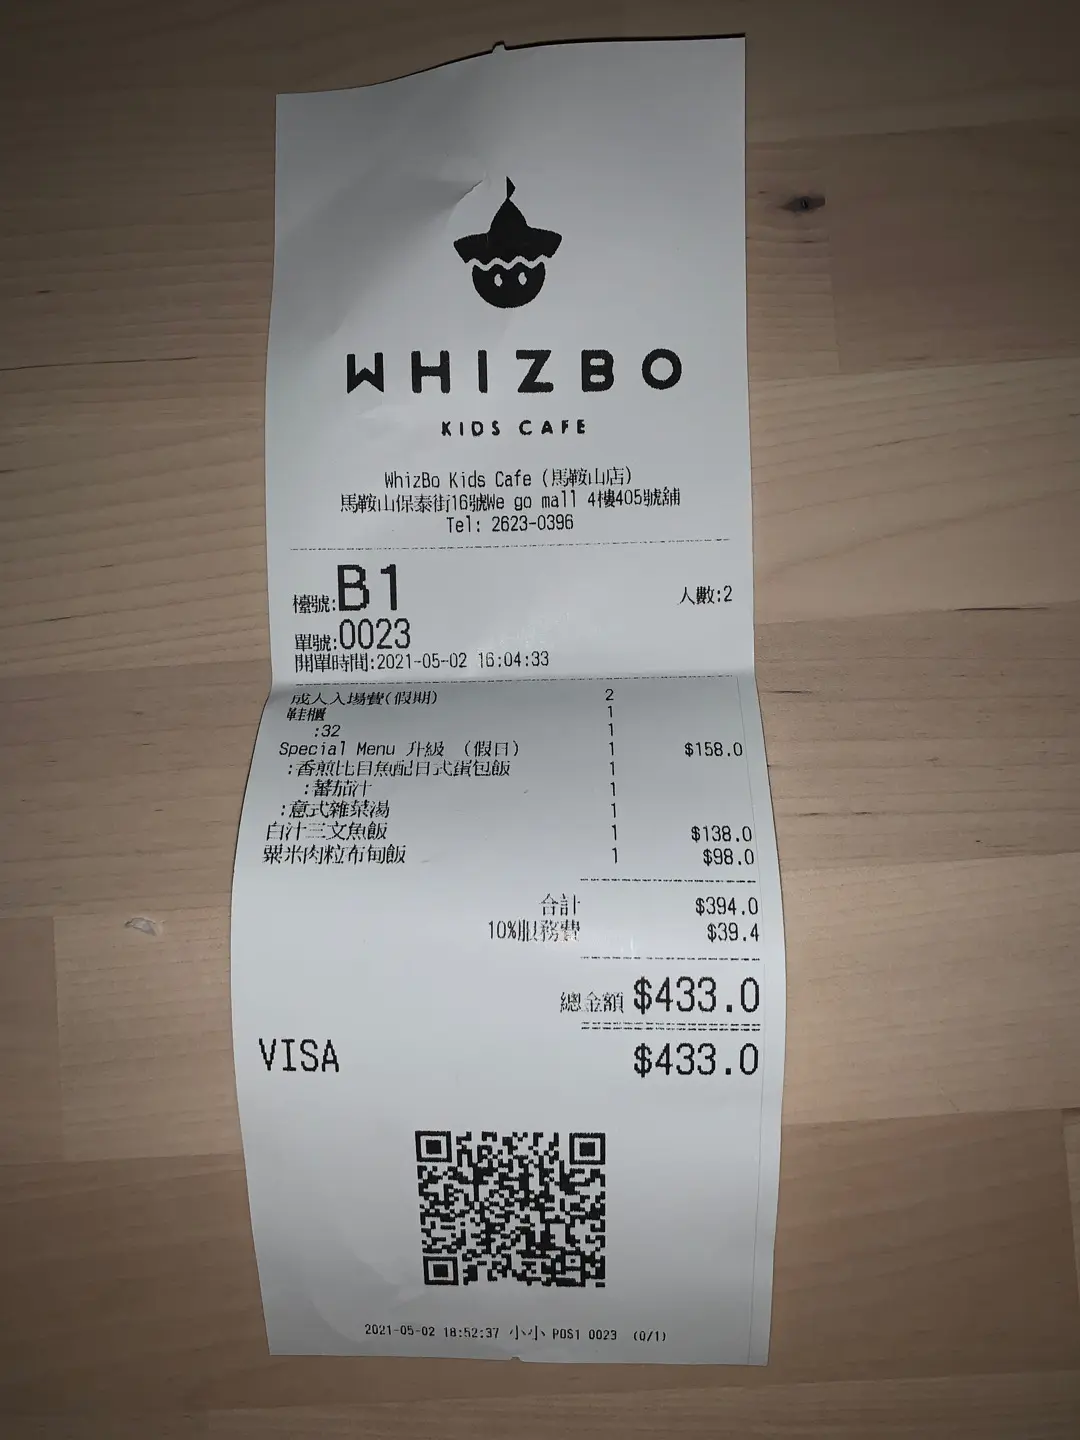 WHIZBO
KIDS CAFE
WhizBo Kids Cafe (馬鞍山店)
馬鞍山保泰街16號We go mall 4樓405號舖
Tel: 2623-0396
檯號:B1 人數:2
單號:0023
開單時間:2021-05-02 16:04:33
成人入場費(假期) 2
鞋櫃 1
:32 1
Special Menu 升級 (假日) 1 $158.0
:香煎比目魚配日式蛋包飯 1
:蕃茄汁 1
:意式雜菜湯 1
白汁三文魚飯 1 $138.0
粟米肉粒布甸飯 1 $98.0
合計 $394.0
10%服務費 $39.4
總金額 $433.0
VISA $433.0
2021-05-02 18:52:37 小小 POS1 0023 (0/1)